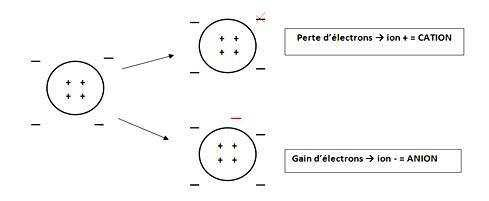 Perte d'électrons → ion + = CATION
Gain d'électrons → ion - = ANION